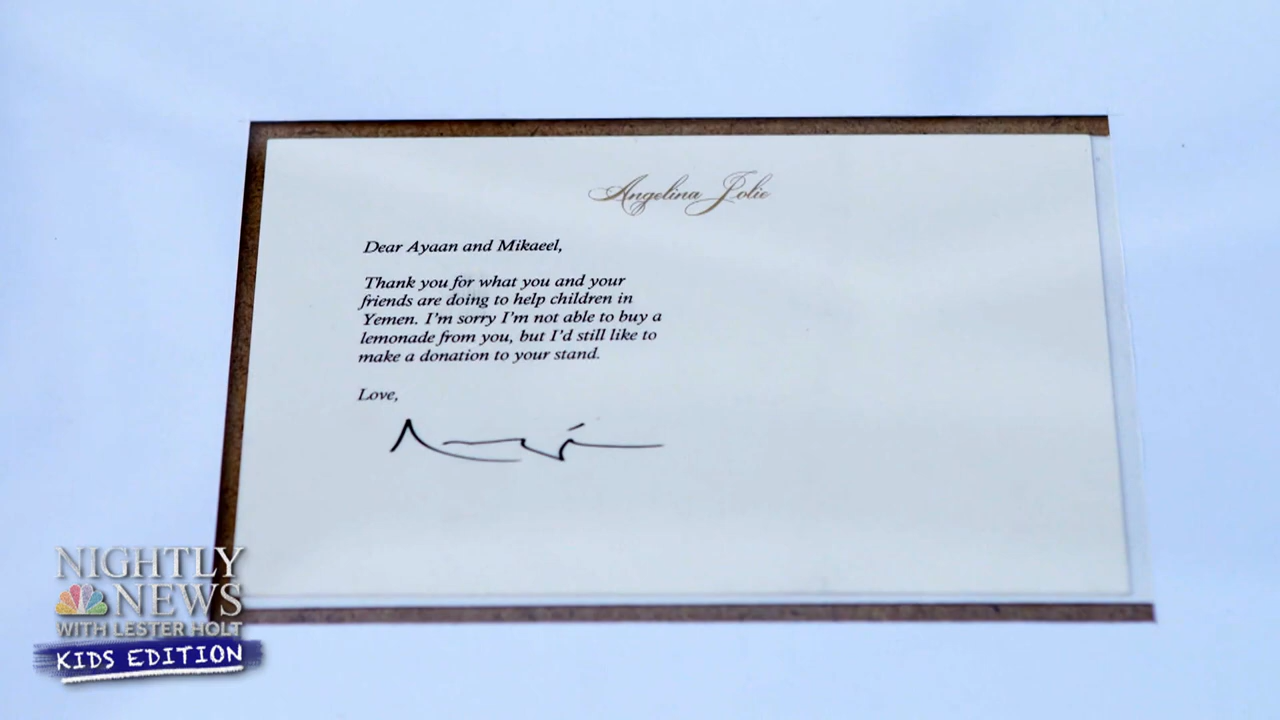 Angelina Jolie
Dear Ayaan and Mikaeel,
Thank you for what you and your
friends are doing to help children in
Yemen. I'm sorry I'm not able to buy a
lemonade from you, but I'd still like to
make a donation to your stand.
Love,
NIGHTLY
NEWS
WITH LESTER HOLT
KIDS EDITION